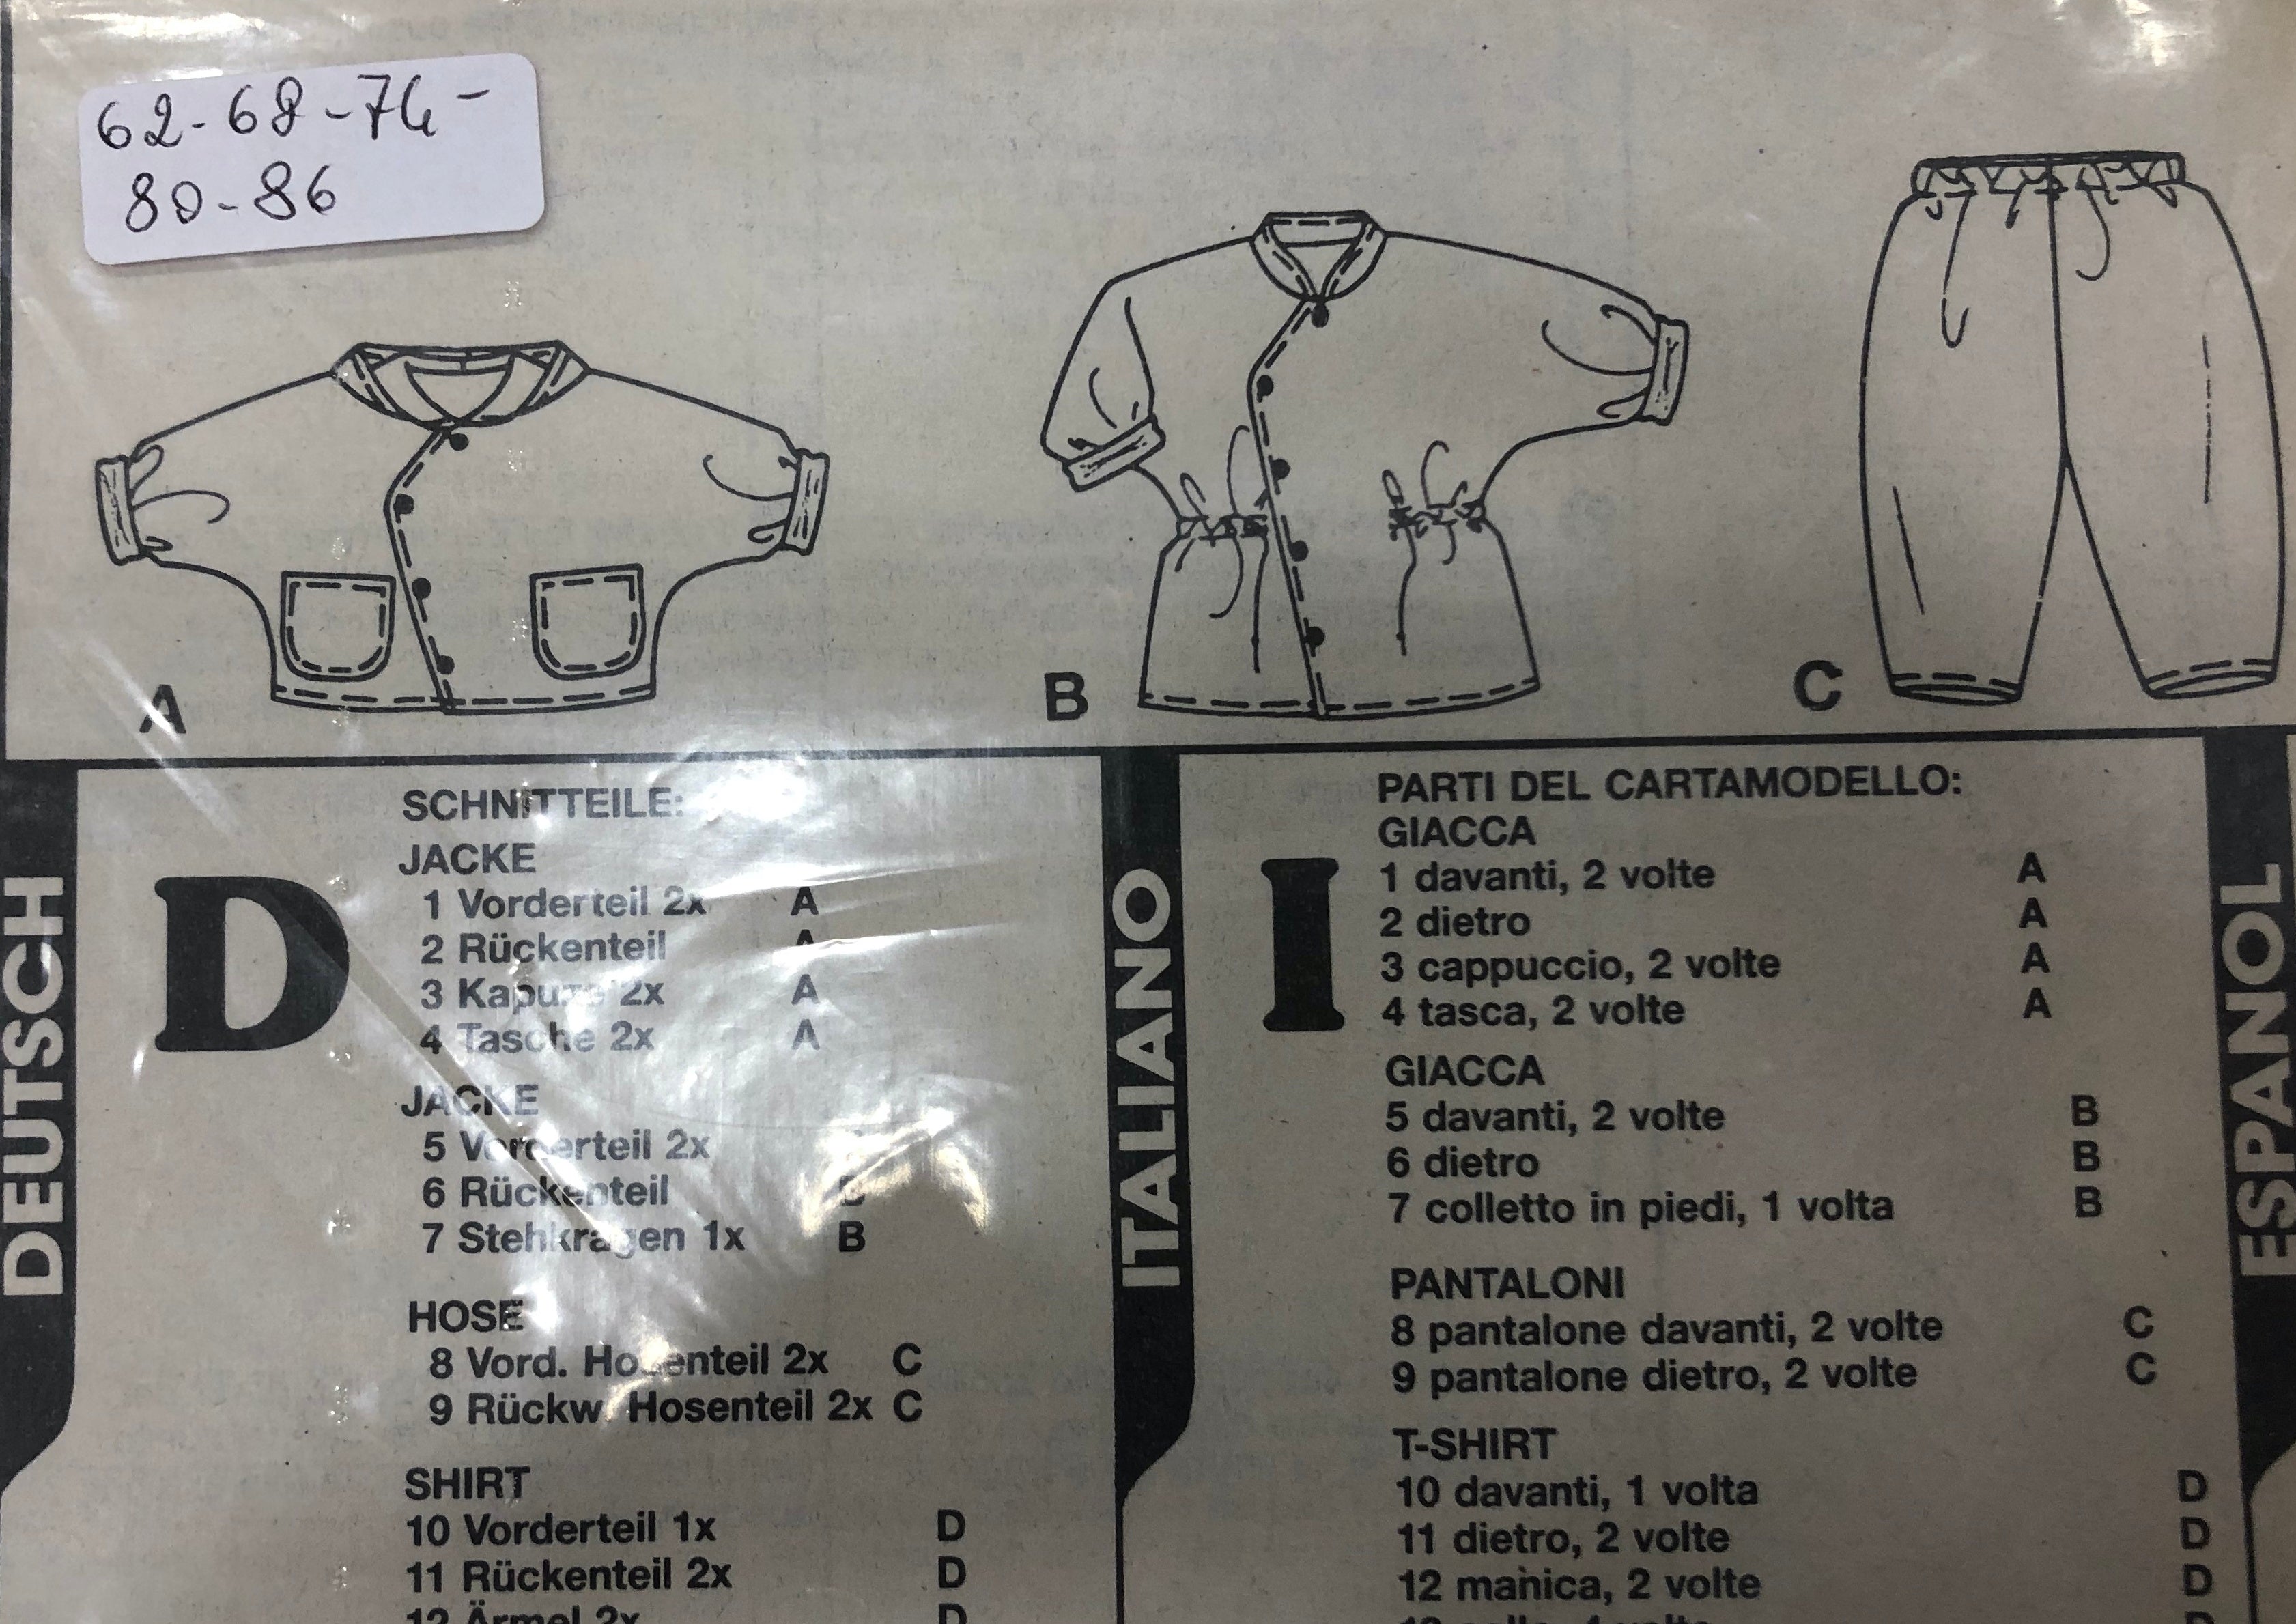 62-68-74-
80-86
A
B
C
DEUTSCH
D
SCHNITTEILE:
JACKE
1 Vorderteil 2x A
2 Rückenteil A
3 Kapuze 2x A
4 Tasche 2x A
JACKE
5 Vorderteil 2x
6 Rückenteil B
7 Stehkragen 1x B
HOSE
8 Vord. Hosenteil 2x C
9 Rückw. Hosenteil 2x C
SHIRT
10 Vorderteil 1x D
11 Rückenteil 2x D
12 Ärmel 2x D
ITALIANO
I
PARTI DEL CARTAMODELLO:
GIACCA
1 davanti, 2 volte A
2 dietro A
3 cappuccio, 2 volte A
4 tasca, 2 volte A
GIACCA
5 davanti, 2 volte B
6 dietro B
7 colletto in piedi, 1 volta B
PANTALONI
8 pantalone davanti, 2 volte C
9 pantalone dietro, 2 volte C
T-SHIRT
10 davanti, 1 volta D
11 dietro, 2 volte D
12 manica, 2 volte D
ESPANOL